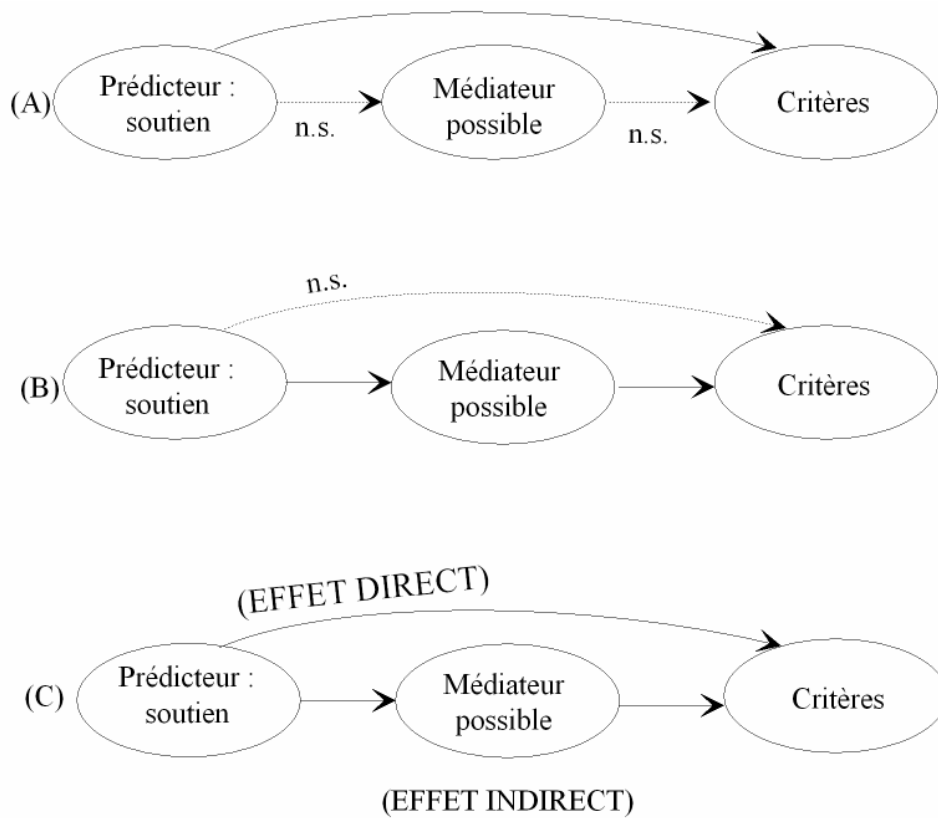 (A)
Prédicteur :
soutien
n.s.
Médiateur
possible
n.s.
Critères
n.s.
(B)
Prédicteur :
soutien
Médiateur
possible
Critères
(EFFET DIRECT)
(C)
Prédicteur :
soutien
Médiateur
possible
Critères
(EFFET INDIRECT)